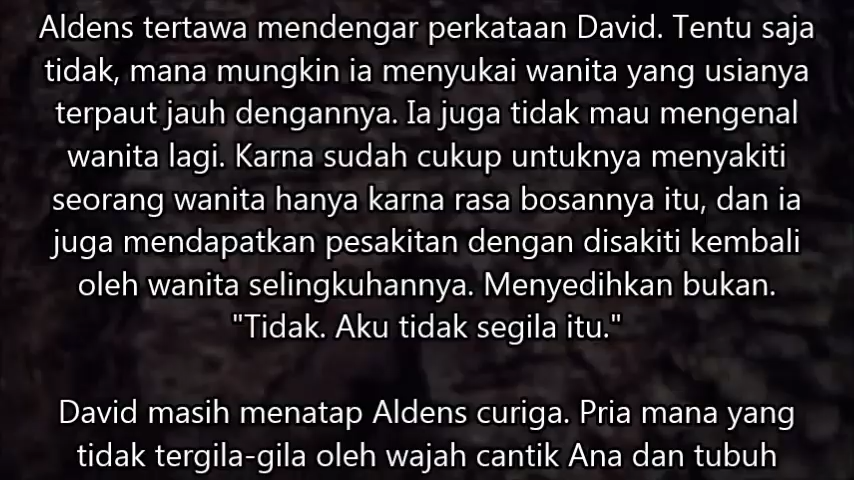 Aldens tertawa mendengar perkataan David. Tentu saja
tidak, mana mungkin ia menyukai wanita yang usianya
terpaut jauh dengannya. Ia juga tidak mau mengenal
wanita lagi. Karna sudah cukup untuknya menyakiti
seorang wanita hanya karna rasa bosannya itu, dan ia
juga mendapatkan pesakitan dengan disakiti kembali
oleh wanita selingkuhannya. Menyedihkan bukan.
"Tidak. Aku tidak segila itu."
David masih menatap Aldens curiga. Pria mana yang
tidak tergila-gila oleh wajah cantik Ana dan tubuh